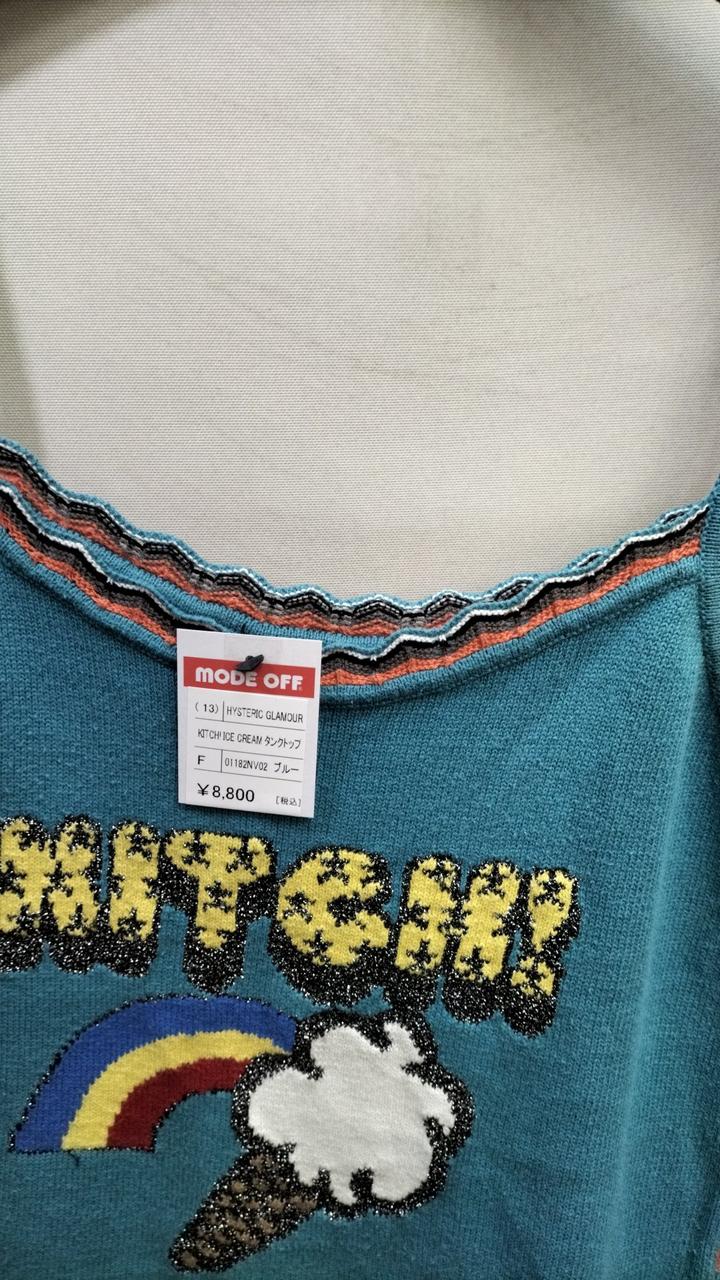 MODE OFF
(13) HYSTERIC GLAMOUR
KITCH!ICE CREAM タンクトップ
F 01182NV02 ブルー
¥8,800 [税込]
KITCH!